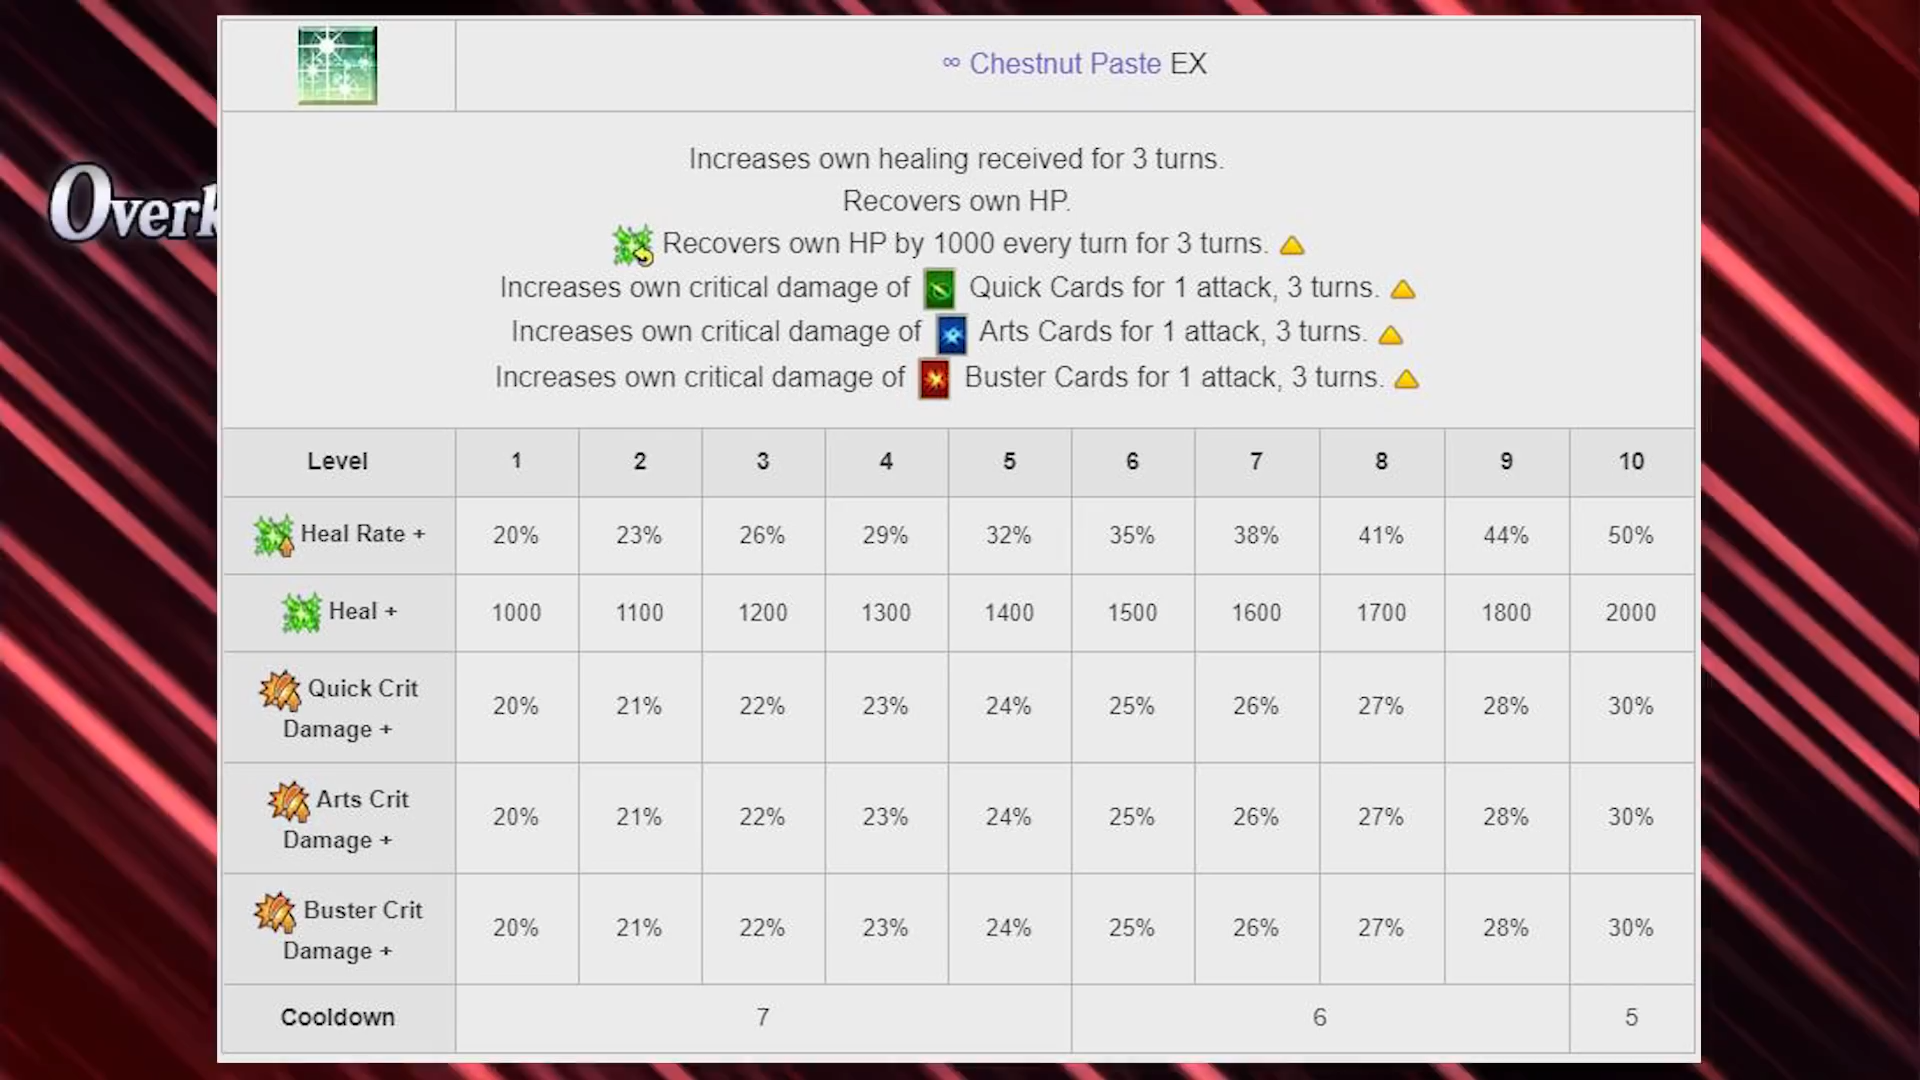 ∞ Chestnut Paste EX
Overk
Increases own healing received for 3 turns.
Recovers own HP.
Recovers own HP by 1000 every turn for 3 turns.
Increases own critical damage of Quick Cards for 1 attack, 3 turns.
Increases own critical damage of Arts Cards for 1 attack, 3 turns.
Increases own critical damage of Buster Cards for 1 attack, 3 turns.
Level 1 2 3 4 5 6 7 8 9 10
Heal Rate + 20% 23% 26% 29% 32% 35% 38% 41% 44% 50%
Heal + 1000 1100 1200 1300 1400 1500 1600 1700 1800 2000
Quick Crit
Damage + 20% 21% 22% 23% 24% 25% 26% 27% 28% 30%
Arts Crit
Damage + 20% 21% 22% 23% 24% 25% 26% 27% 28% 30%
Buster Crit
Damage + 20% 21% 22% 23% 24% 25% 26% 27% 28% 30%
Cooldown 7 6 5